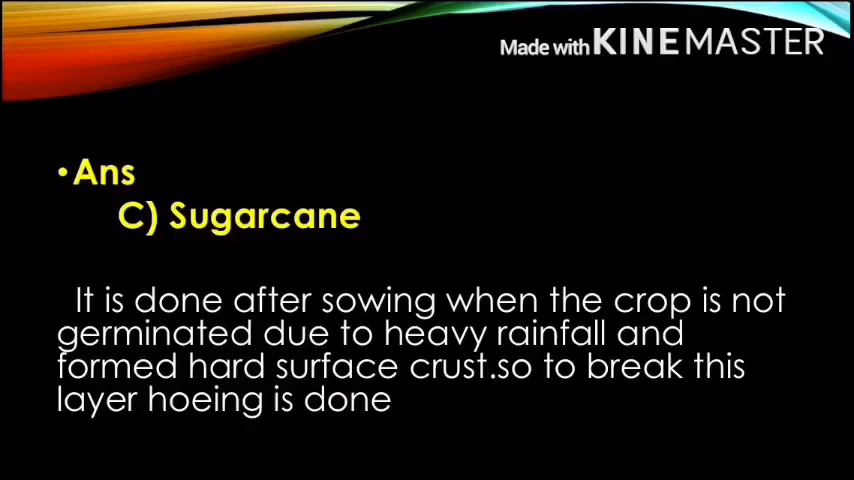 Made with KINEMASTER
•Ans
C) Sugarcane
It is done after sowing when the crop is not
germinated due to heavy rainfall and
formed hard surface crust.so to break this
layer hoeing is done